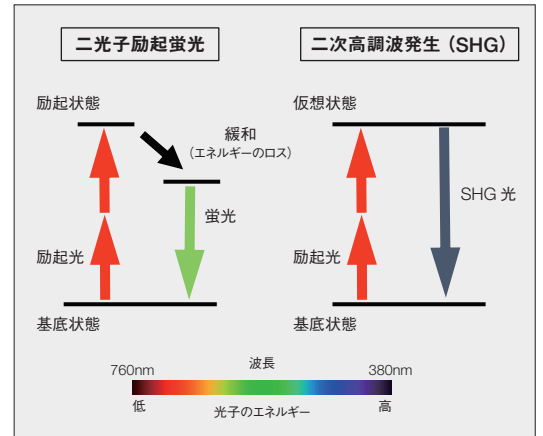 二光子励起蛍光
二次高調波発生（SHG）
励起状態
緩和
（エネルギーのロス）
蛍光
励起光
基底状態
仮想状態
SHG 光
励起光
基底状態
波長
760nm
380nm
低
光子のエネルギー
高